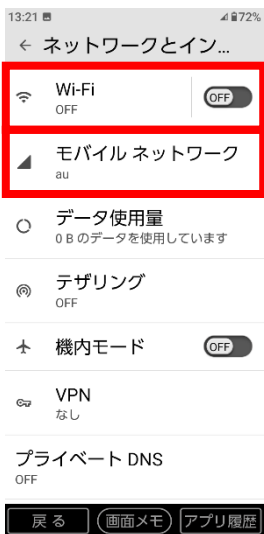 13:21 72%
← ネットワークとイン...
Wi-Fi
OFF
OFF
モバイル ネットワーク
au
データ使用量
0 B のデータを使用しています
テザリング
OFF
機内モード
OFF
VPN
なし
プライベート DNS
OFF
戻る 画面メモ アプリ履歴